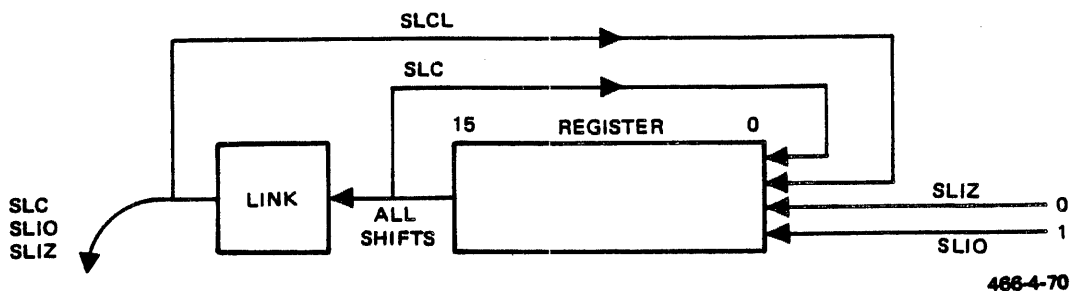 SLCL
SLC
15 REGISTER 0
LINK
ALL
SHIFTS
SLC
SLIO
SLIZ
SLIZ 0
SLIO 1
466-4-70